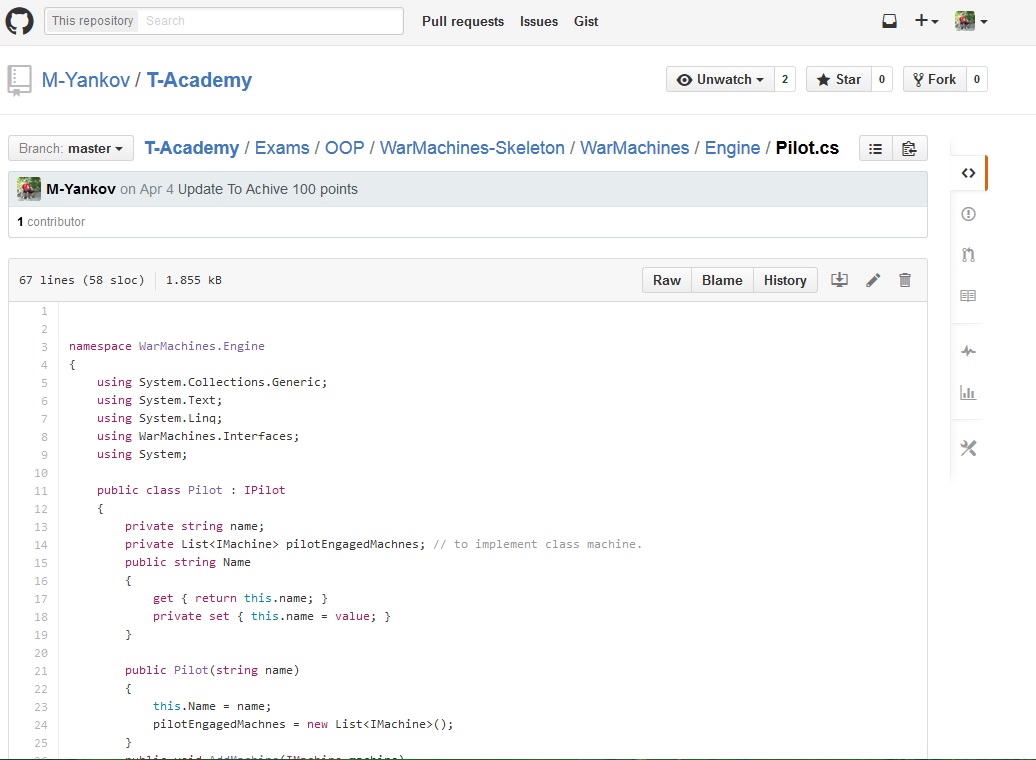 This repository Search Pull requests Issues Gist
M-Yankov / T-Academy Unwatch 2 Star 0 Fork 0
Branch: master T-Academy / Exams / OOP / WarMachines-Skeleton / WarMachines / Engine / Pilot.cs
M-Yankov on Apr 4 Update To Achive 100 points
1 contributor
67 lines (58 sloc) 1.855 kB Raw Blame History
1
2
3 namespace WarMachines.Engine
4 {
5 using System.Collections.Generic;
6 using System.Text;
7 using System.Linq;
8 using WarMachines.Interfaces;
9 using System;
10
11 public class Pilot : IPilot
12 {
13 private string name;
14 private List<IMachine> pilotEngagedMachnes; // to implement class machine.
15 public string Name
16 {
17 get { return this.name; }
18 private set { this.name = value; }
19 }
20
21 public Pilot(string name)
22 {
23 this.Name = name;
24 pilotEngagedMachnes = new List<IMachine>();
25 }
26 public void AddMachine(IMachine machine)